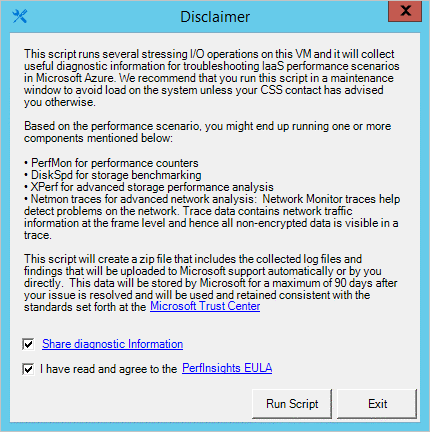 Disclaimer
This script runs several stressing I/O operations on this VM and it will collect
useful diagnostic information for troubleshooting IaaS performance scenarios
in Microsoft Azure. We recommend that you run this script in a maintenance
window to avoid load on the system unless your CSS contact has advised
you otherwise.
Based on the performance scenario, you might end up running one or more
components mentioned below:
• PerfMon for performance counters
• DiskSpd for storage benchmarking
• XPerf for advanced storage performance analysis
• Netmon traces for advanced network analysis:  Network Monitor traces help
detect problems on the network. Trace data contains network traffic
information at the frame level and hence all non-encrypted data is visible in a
trace.
This script will create a zip file that includes the collected log files and
findings that will be uploaded to Microsoft support automatically or by you
directly.  This data will be stored by Microsoft for a maximum of 90 days after
your issue is resolved and will be used and retained consistent with the
standards set forth at the Microsoft Trust Center
Share diagnostic Information
I have read and agree to the PerfInsights EULA
Run Script Exit